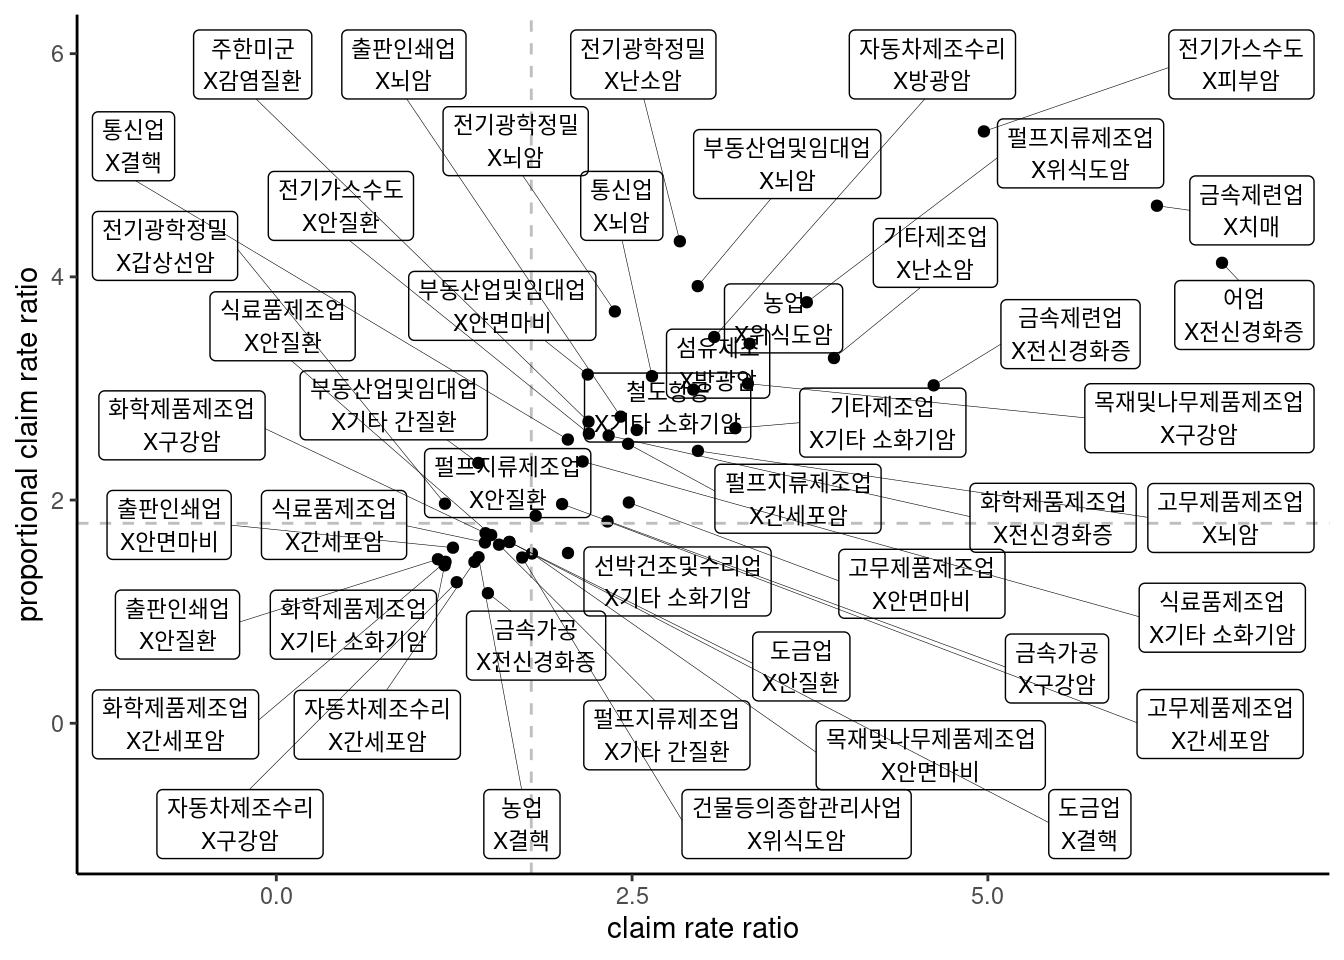 주한미군
X감염질환
출판인쇄업
X뇌암
전기광학정밀
X난소암
자동차제조수리
X방광암
전기가스수도
X피부암
통신업
X결핵
전기광학정밀
X뇌암
부동산업및임대업
X뇌암
펄프지류제조업
X위식도암
전기가스수도
X안질환
통신업
X뇌암
금속제련업
X치매
전기광학정밀
X갑상선암
기타제조업
X난소암
부동산업및임대업
X안면마비
농업
X위식도암
어업
X전신경화증
식료품제조업
X안질환
금속제련업
X전신경화증
섬유제조
X방광암
부동산업및임대업
X기타 간질환
철도항공
X기타 소화기암
기타제조업
X기타 소화기암
목재및나무제품제조업
X구강암
화학제품제조업
X구강암
펄프지류제조업
X안질환
펄프지류제조업
X간세포암
화학제품제조업
X전신경화증
고무제품제조업
X뇌암
출판인쇄업
X안면마비
식료품제조업
X간세포암
선박건조및수리업
X기타 소화기암
고무제품제조업
X안면마비
식료품제조업
X기타 소화기암
출판인쇄업
X안질환
화학제품제조업
X기타 소화기암
금속가공
X전신경화증
도금업
X안질환
금속가공
X구강암
화학제품제조업
X간세포암
자동차제조수리
X간세포암
펄프지류제조업
X기타 간질환
목재및나무제품제조업
X안면마비
고무제품제조업
X간세포암
자동차제조수리
X구강암
농업
X결핵
건물등의종합관리사업
X위식도암
도금업
X결핵
6
4
2
0
proportional claim rate ratio
0.0
2.5
5.0
claim rate ratio